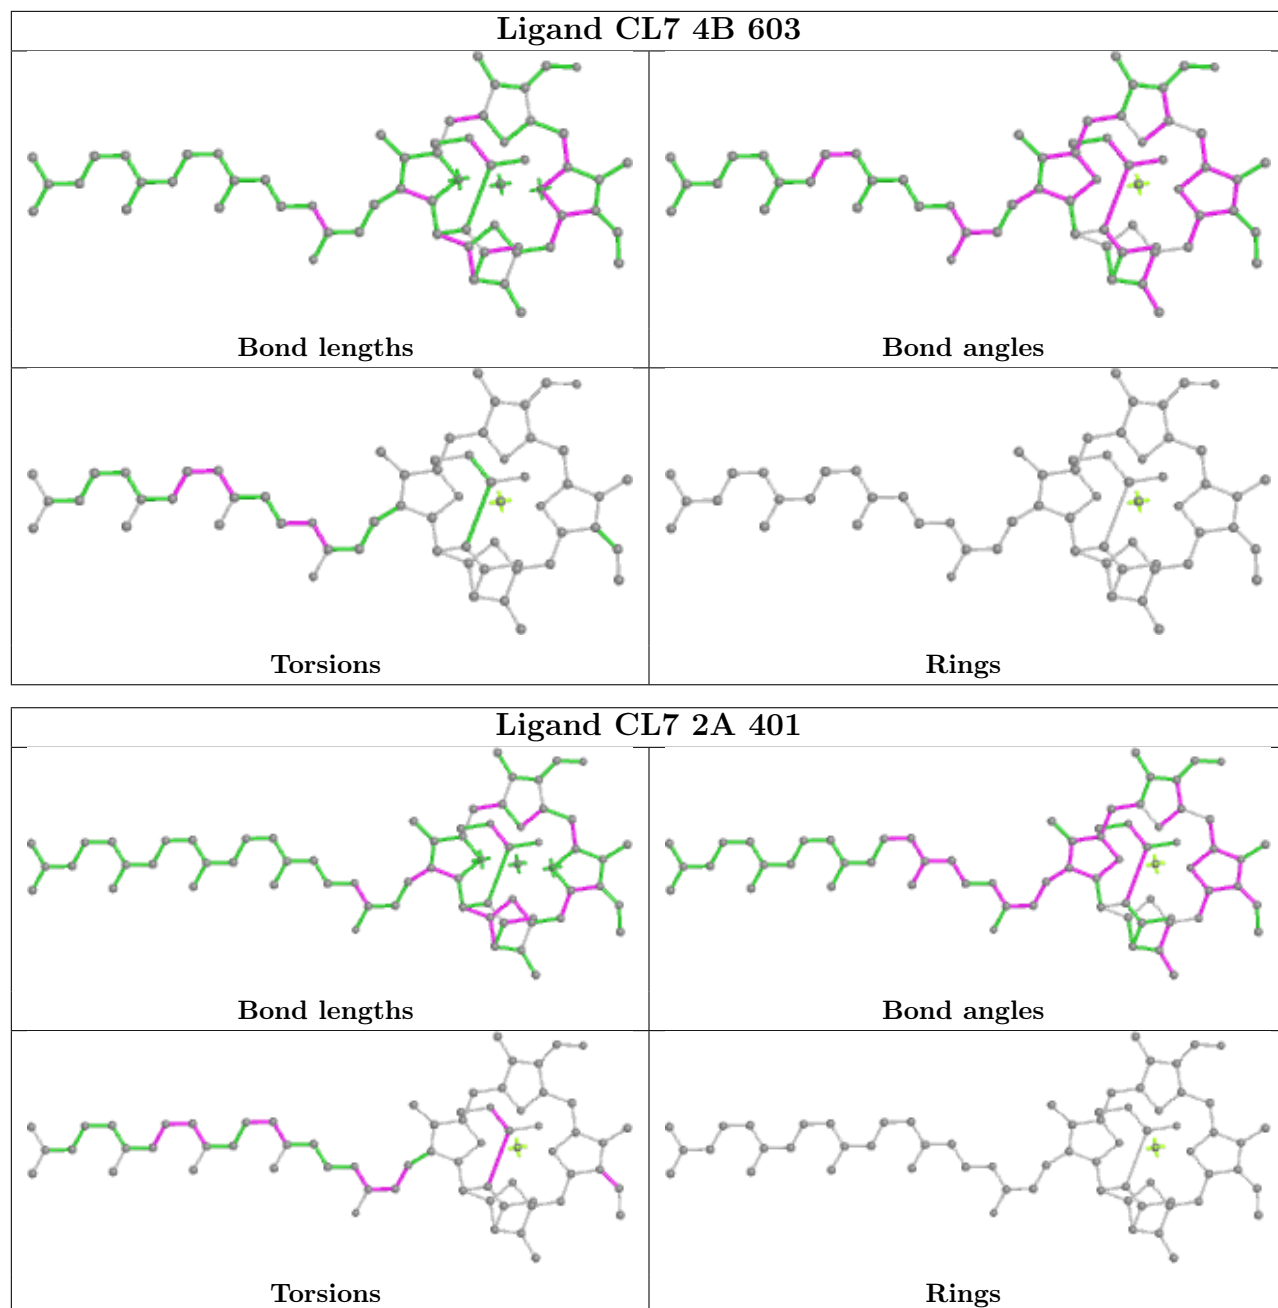 Ligand CL7 4B 603
Bond lengths
Bond angles
Torsions
Rings
Ligand CL7 2A 401
Bond lengths
Bond angles
Torsions
Rings